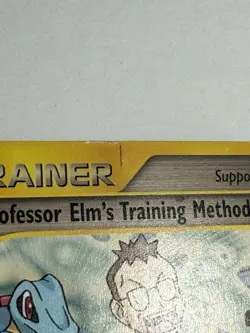 RAINER Suppo
ofessor Elm's Training Method